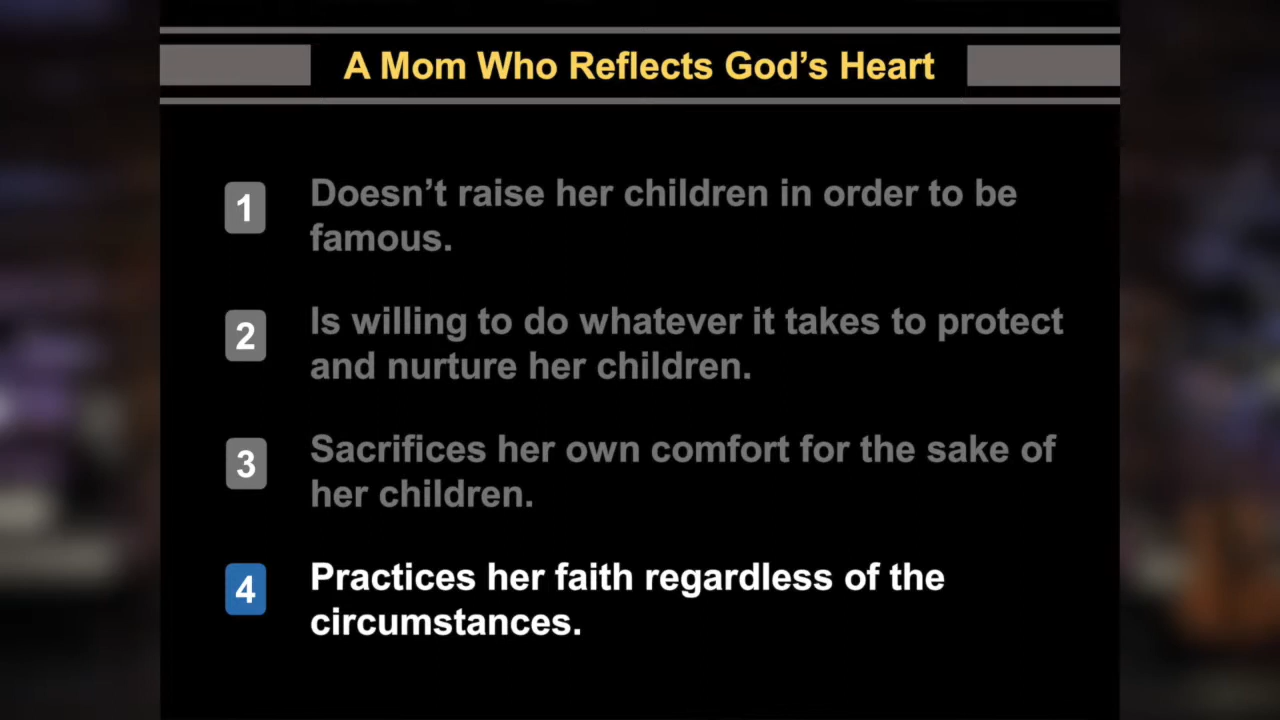 A Mom Who Reflects God's Heart
1 Doesn't raise her children in order to be
famous.
2 Is willing to do whatever it takes to protect
and nurture her children.
3 Sacrifices her own comfort for the sake of
her children.
4 Practices her faith regardless of the
circumstances.